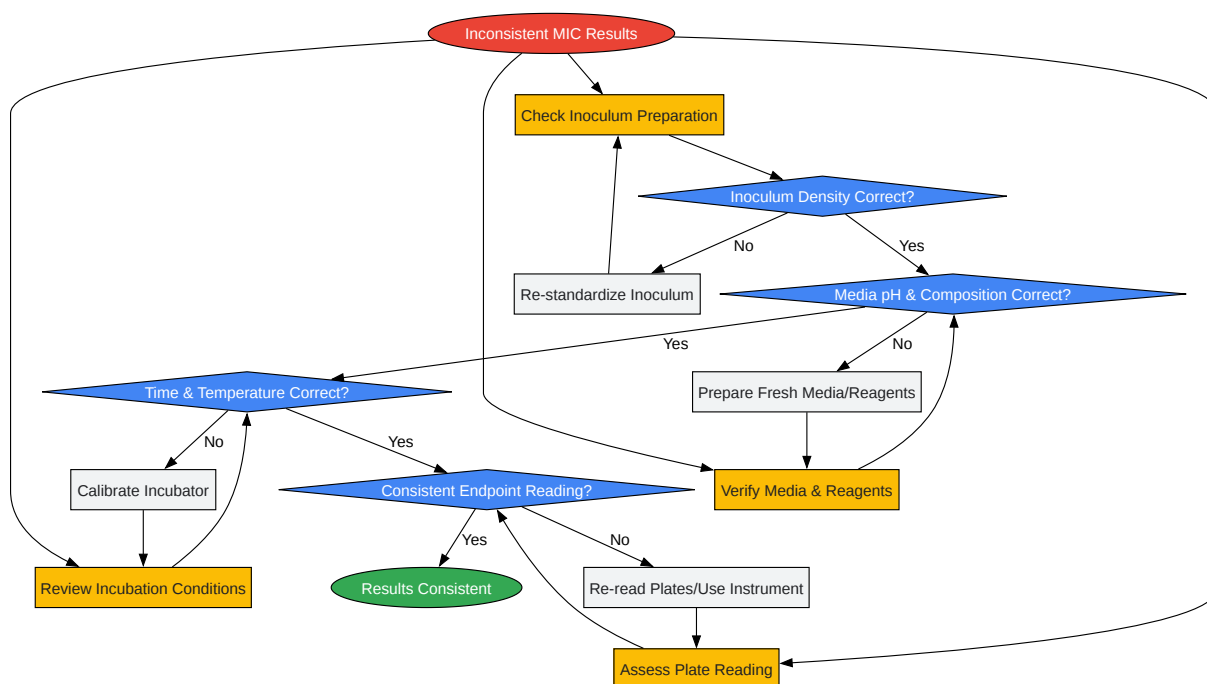 Inconsistent MIC Results
Check Inoculum Preparation
Inoculum Density Correct?
No
Yes
Re-standardize Inoculum
Media pH & Composition Correct?
Yes
No
Time & Temperature Correct?
Prepare Fresh Media/Reagents
No
Yes
Calibrate Incubator
Consistent Endpoint Reading?
Verify Media & Reagents
Yes
No
Review Incubation Conditions
Results Consistent
Re-read Plates/Use Instrument
Assess Plate Reading